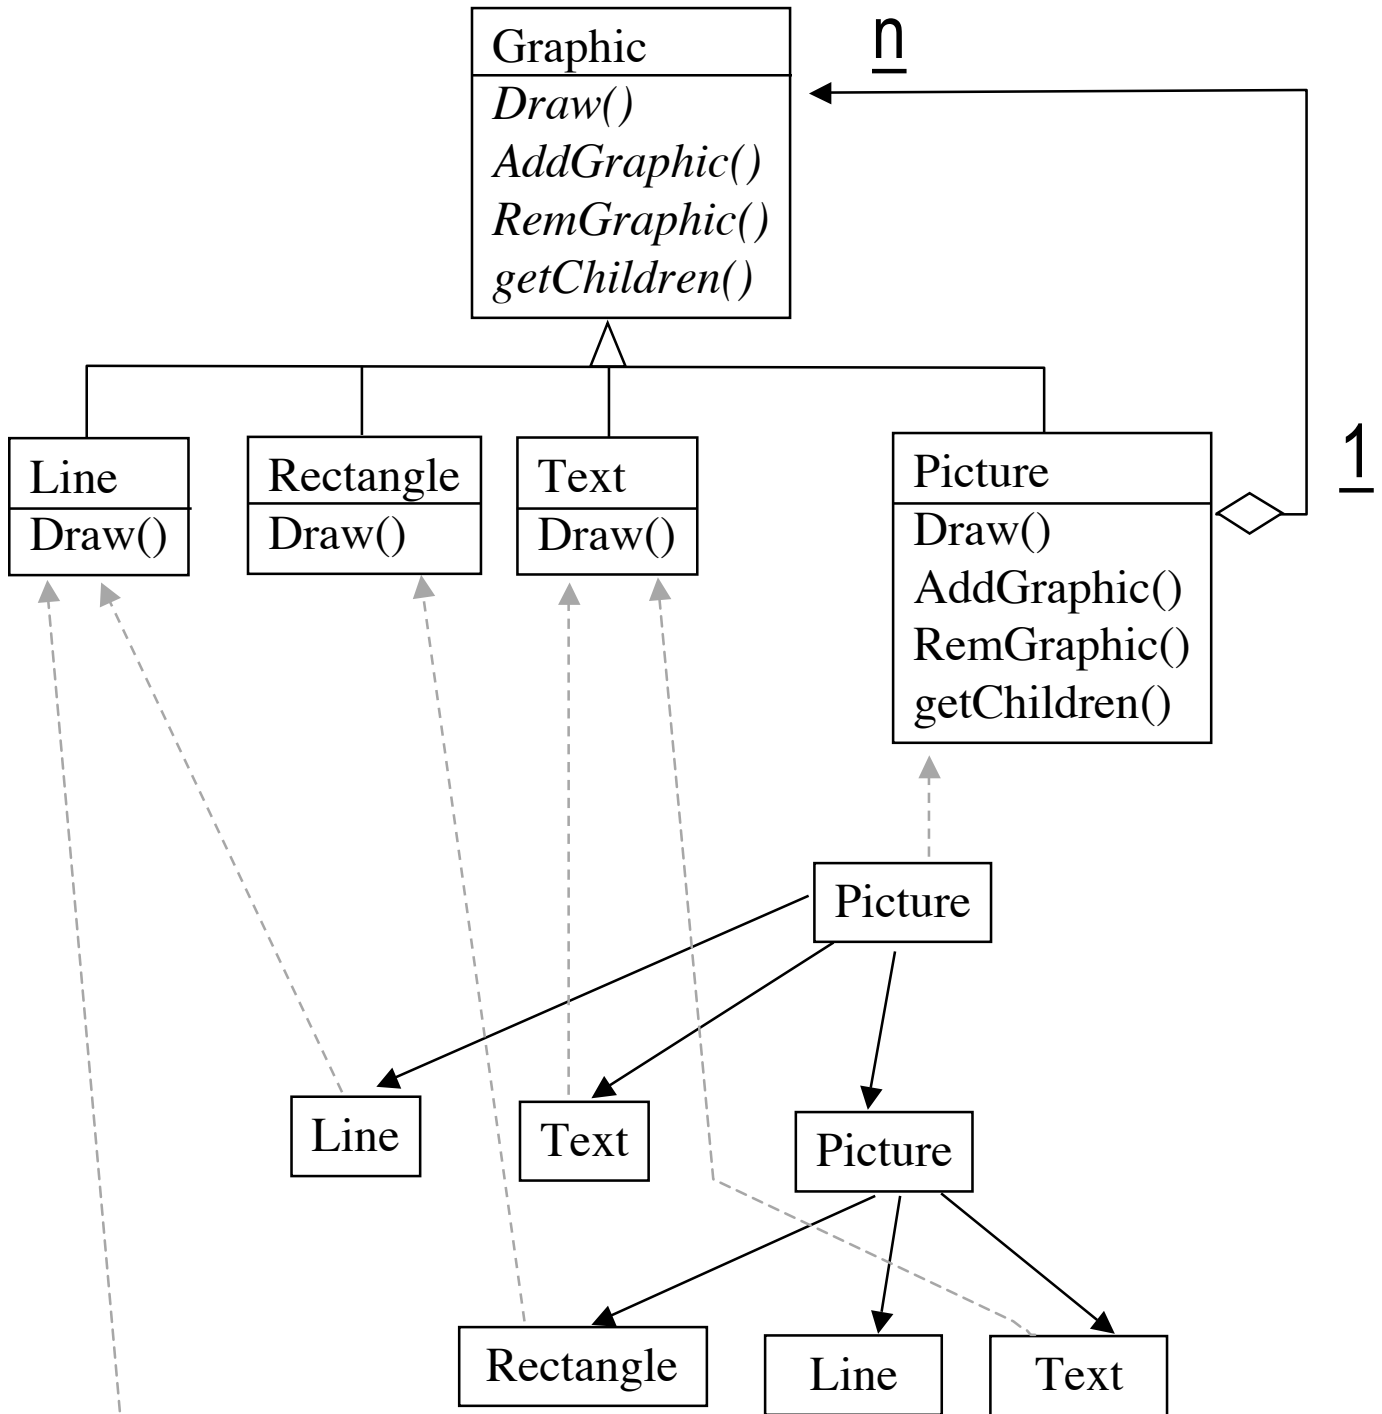 Graphic
n
Draw()
AddGraphic()
RemGraphic()
getChildren()
Line
Draw()
Rectangle
Draw()
Text
Draw()
Picture
Draw()
AddGraphic()
RemGraphic()
getChildren()
1
Picture
Line
Text
Picture
Rectangle
Line
Text